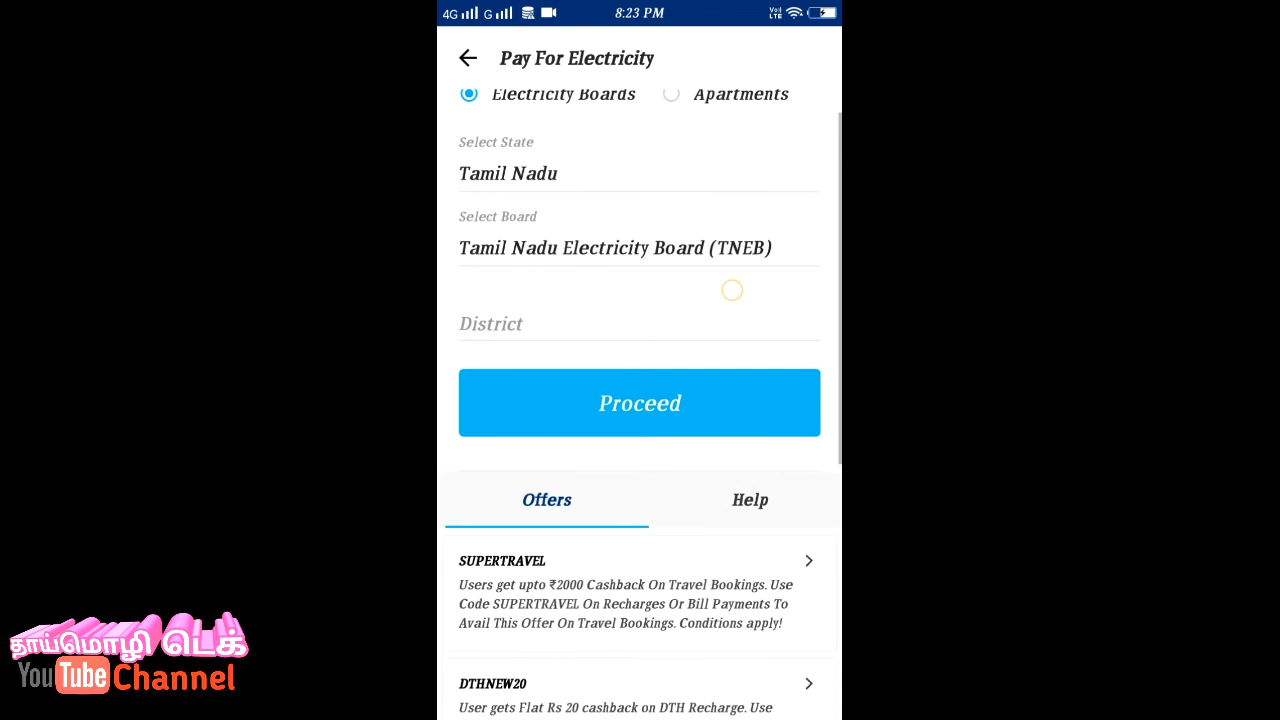 4G G 8:23 PM VoLTE
Pay For Electricity
Electricity Boards Apartments
Select State
Tamil Nadu
Select Board
Tamil Nadu Electricity Board (TNEB)
District
Proceed
Offers Help
SUPERTRAVEL
Users get upto ₹2000 Cashback On Travel Bookings. Use
Code SUPERTRAVEL On Recharges Or Bill Payments To
Avail This Offer On Travel Bookings. Conditions apply!
DTHNEW20
User gets Flat Rs 20 cashback on DTH Recharge. Use
தாய்மொழி டெக்
YouTube Channel